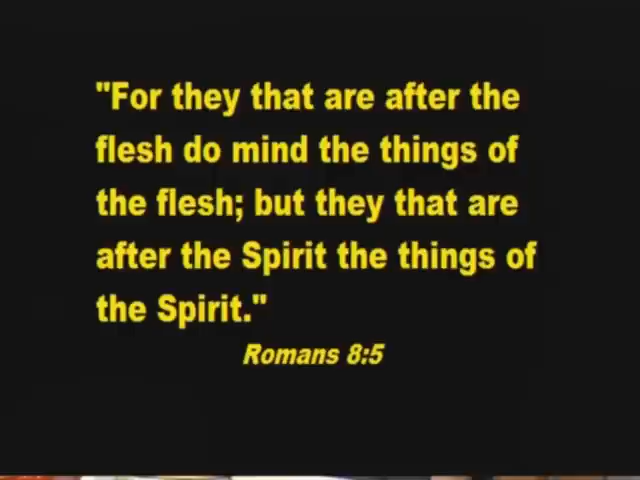 "For they that are after the
flesh do mind the things of
the flesh; but they that are
after the Spirit the things of
the Spirit."
Romans 8:5